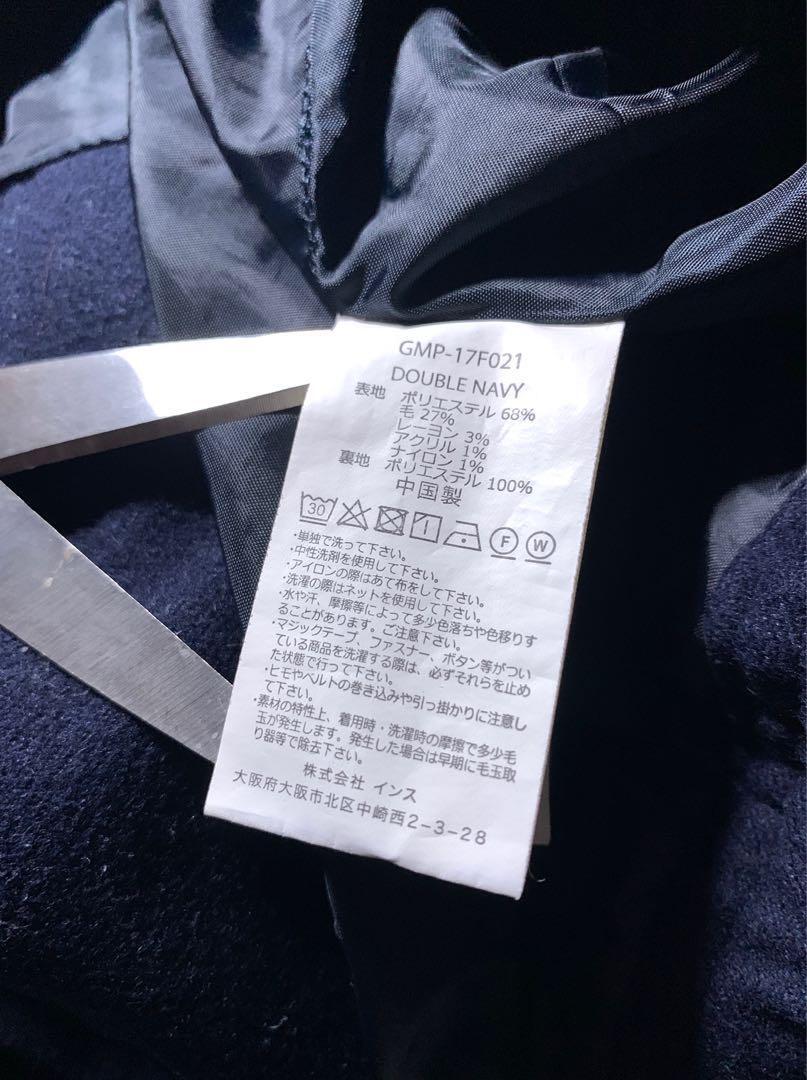 GMP-17F021
DOUBLE NAVY
表地 ポリエステル 68%
毛 27%
レーヨン 3%
アクリル 1%
ナイロン 1%
裏地 ポリエステル 100%
中国製
30 F W
・単独で洗って下さい。
・中性洗剤を使用して下さい。
・アイロンの際はあて布をして下さい。
・洗濯の際はネットを使用して下さい。
・水や汗、摩擦等によって多少色落ちや色移りす
ることがあります。ご注意下さい。
・マジックテープ、ファスナー、ボタン等がつい
ている商品を洗濯する際は、必ずそれらを止め
た状態で行って下さい。
・ヒモやベルトの巻き込みや引っ掛かりに注意し
て下さい。
・素材の特性上、着用時・洗濯時の摩擦で多少毛
玉が発生します。発生した場合は早期に毛玉取
り器等で除去下さい。
株式会社 インス
大阪府大阪市北区中崎西2-3-28